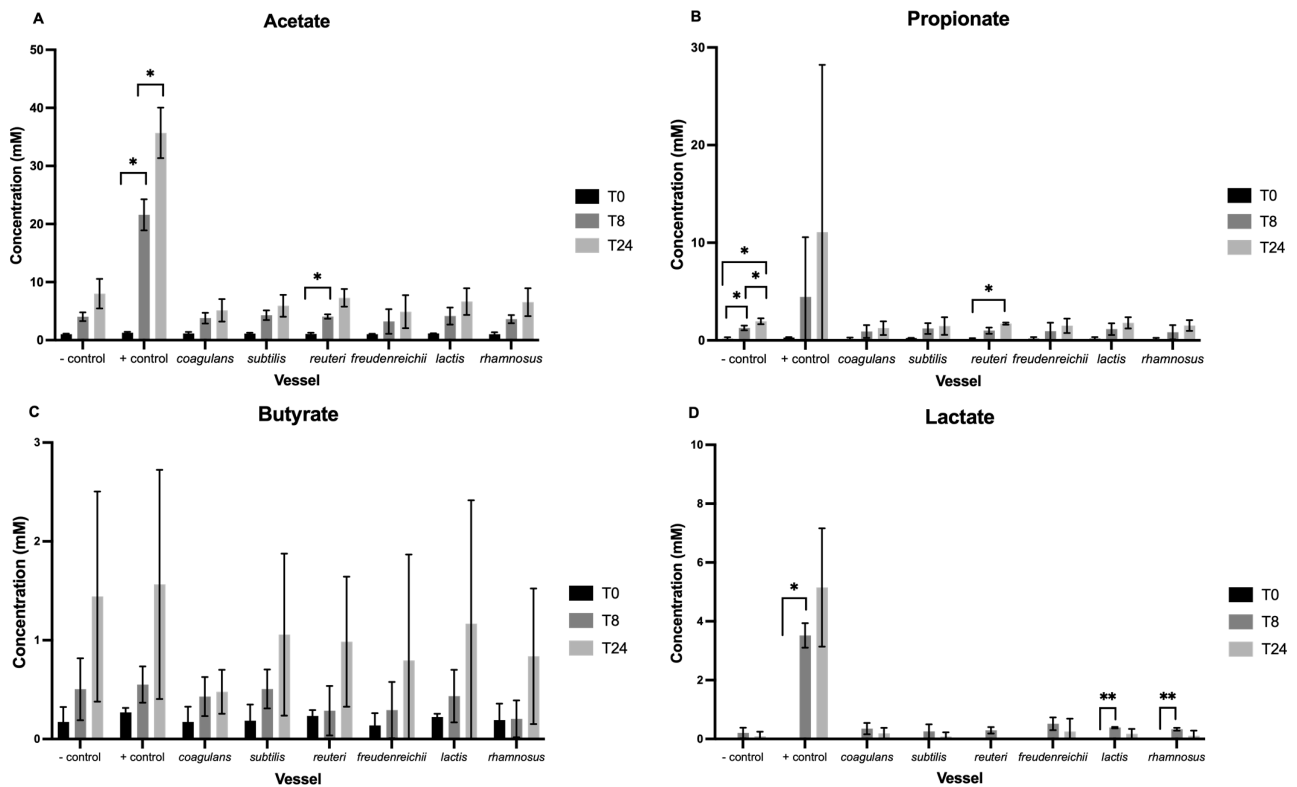 A
Acetate
50
40
30
20
10
0
Concentration (mM)
*
*
*
- control
+ control
coagulans
subtilis
reuteri
freudenreichii
lactis
rhamnosus
Vessel
T0
T8
T24
B
Propionate
30
20
10
0
Concentration (mM)
*
*
*
*
- control
+ control
coagulans
subtilis
reuteri
freudenreichii
lactis
rhamnosus
Vessel
T0
T8
T24
C
Butyrate
3
2
1
0
Concentration (mM)
- control
+ control
coagulans
subtilis
reuteri
freudenreichii
lactis
rhamnosus
Vessel
T0
T8
T24
D
Lactate
10
8
6
4
2
0
Concentration (mM)
*
**
**
- control
+ control
coagulans
subtilis
reuteri
freudenreichii
lactis
rhamnosus
Vessel
T0
T8
T24